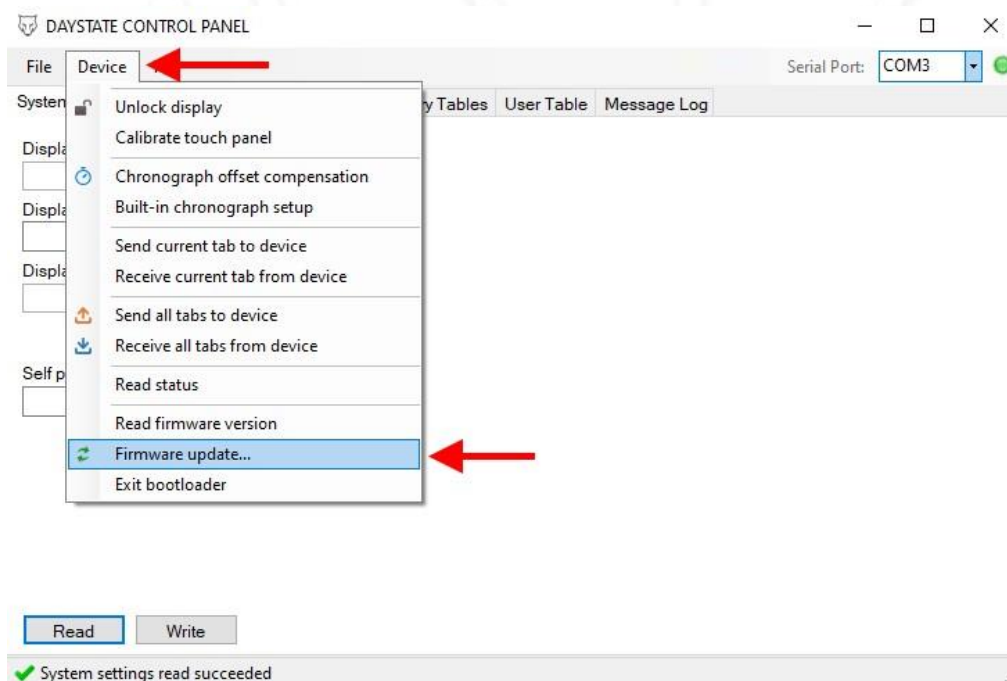 DAYSTATE CONTROL PANEL
File Device
Serial Port: COM3
Tables User Table Message Log
Unlock display
Calibrate touch panel
Chronograph offset compensation
Built-in chronograph setup
Send current tab to device
Receive current tab from device
Send all tabs to device
Receive all tabs from device
Self p
Read status
Read firmware version
Firmware update...
Exit bootloader
Read Write
System settings read succeeded